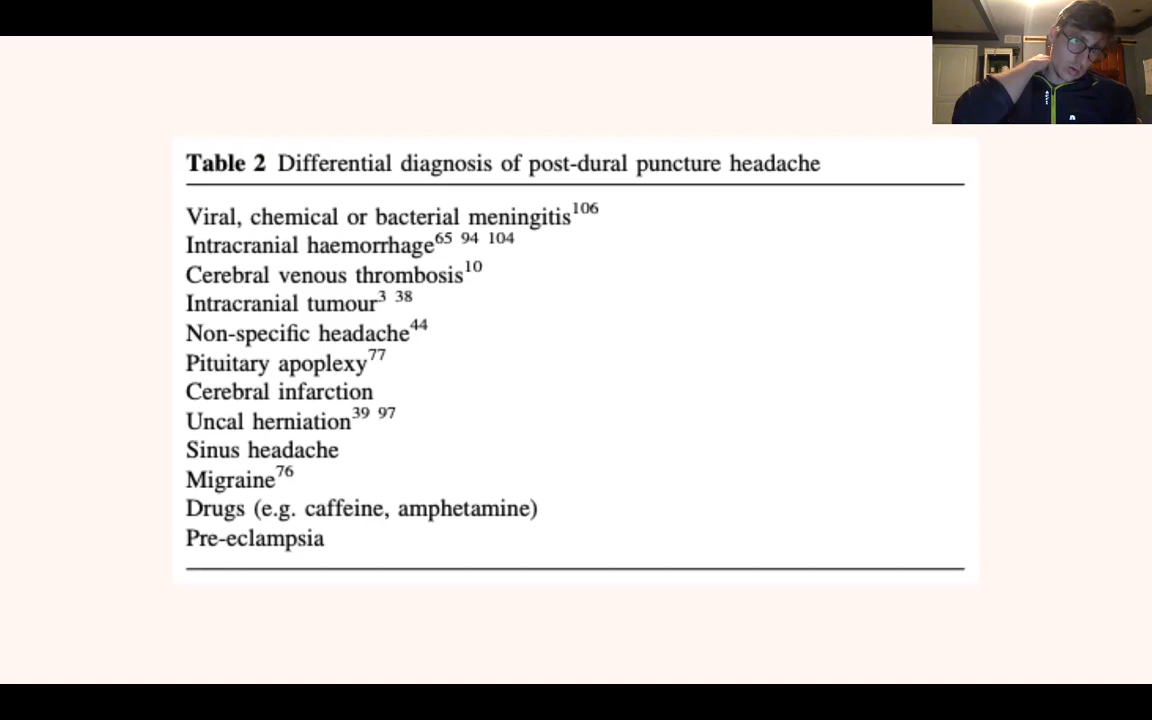 Table 2 Differential diagnosis of post-dural puncture headache
Viral, chemical or bacterial meningitis106
Intracranial haemorrhage65 94 104
Cerebral venous thrombosis10
Intracranial tumour3 38
Non-specific headache44
Pituitary apoplexy77
Cerebral infarction
Uncal herniation39 97
Sinus headache
Migraine76
Drugs (e.g. caffeine, amphetamine)
Pre-eclampsia